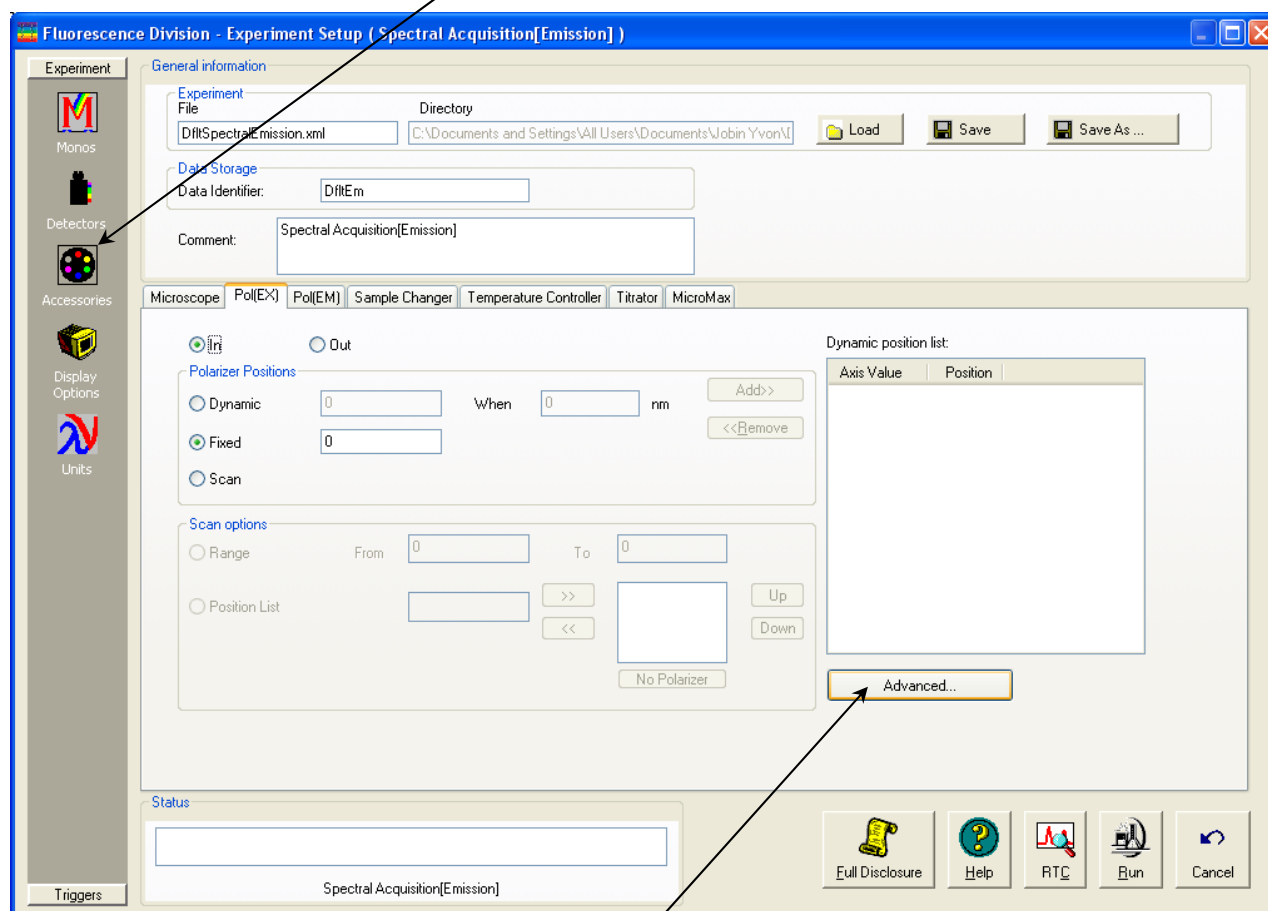 Fluorescence Division - Experiment Setup ( Spectral Acquisition[Emission] )
Experiment
Monos
Detectors
Accessories
Display
Options
Units
Triggers
General information
Experiment
File Directory
DfltSpectralEmission.xml C:\Documents and Settings\All Users\Documents\Jobin Yvon\ Load Save Save As ...
Data Storage
Data Identifier: DfltEm
Comment: Spectral Acquisition[Emission]
Microscope Pol(EX) Pol(EM) Sample Changer Temperature Controller Titrator MicroMax
In Out
Polarizer Positions
Dynamic 0 When 0 nm Add>>
Fixed 0 <<Remove
Scan
Scan options
Range From 0 To 0
Position List >> Up
<< Down
No Polarizer
Dynamic position list:
Axis Value Position
Advanced...
Status
Spectral Acquisition[Emission]
Full Disclosure Help RTC Run Cancel